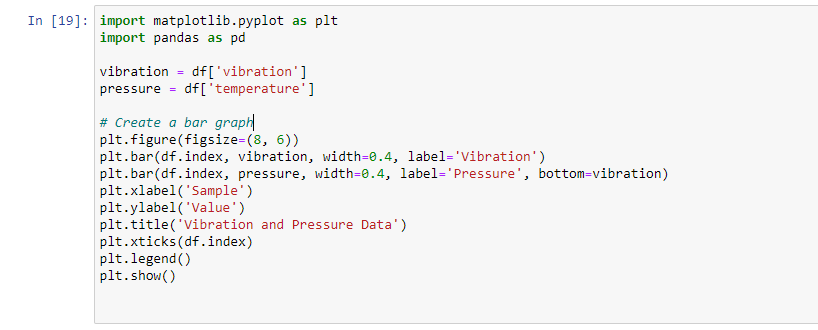 In [19]: import matplotlib.pyplot as plt
import pandas as pd
vibration = df['vibration']
pressure = df['temperature']
# Create a bar graph
plt.figure(figsize=(8, 6))
plt.bar(df.index, vibration, width=0.4, label='Vibration')
plt.bar(df.index, pressure, width=0.4, label='Pressure', bottom=vibration)
plt.xlabel('Sample')
plt.ylabel('Value')
plt.title('Vibration and Pressure Data')
plt.xticks(df.index)
plt.legend()
plt.show()